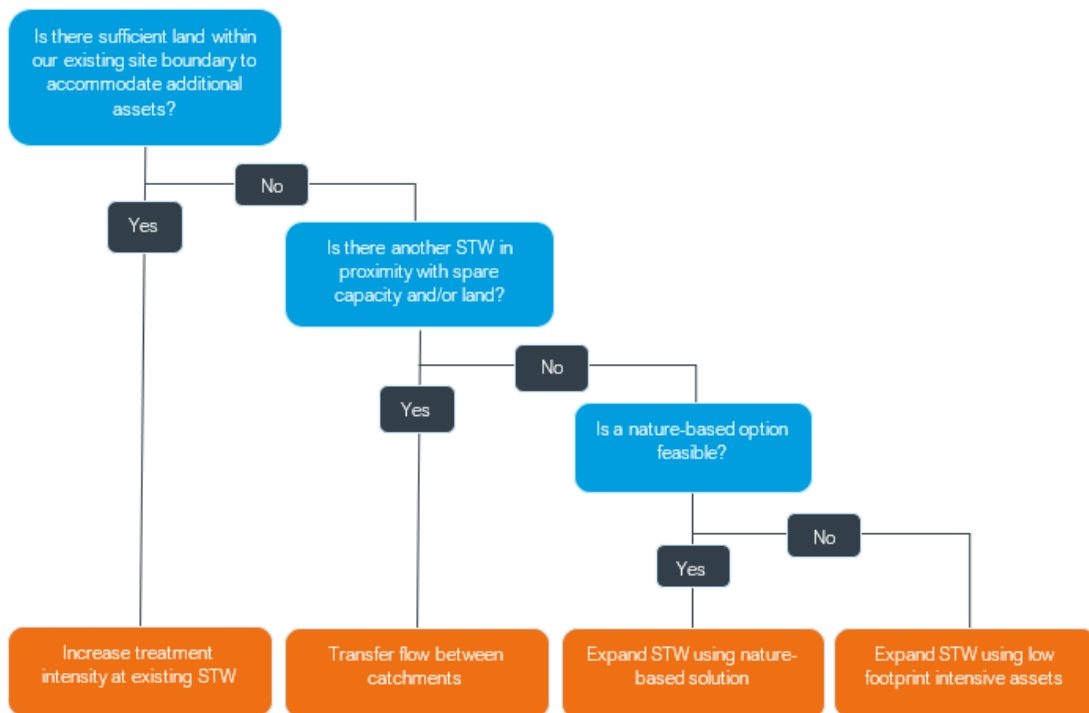 Is there sufficient land within
our existing site boundary to
accommodate additional
assets?
No
Yes
Is there another STW in
proximity with spare
capacity and/or land?
No
Yes
Is a nature-based option
feasible?
No
Yes
Increase treatment
intensity at existing STW
Transfer flow between
catchments
Expand STW using nature-
based solution
Expand STW using low
footprint intensive assets